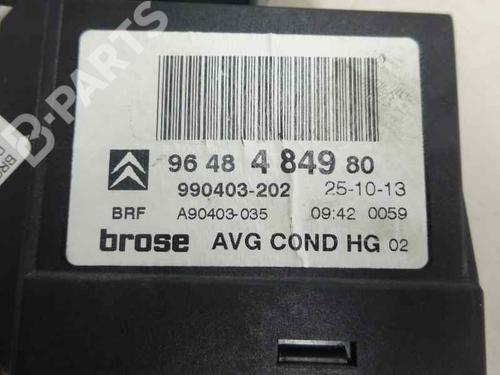 B-PARTS
96 48 4 849 80
990403-202 25-10-13
BRF A90403-035 09:42 0059
brose AVG COND HG 02